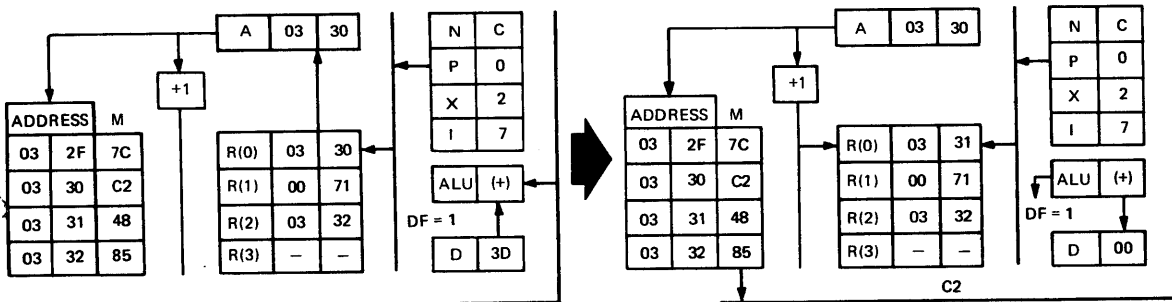 A 03 30
+1
N C
P 0
X 2
I 7
ADDRESS M
03 2F 7C
03 30 C2
03 31 48
03 32 85
R(0) 03 30
R(1) 00 71
R(2) 03 32
R(3) – –
ALU (+)
DF = 1
D 3D
A 03 30
+1
N C
P 0
X 2
I 7
ADDRESS M
03 2F 7C
03 30 C2
03 31 48
03 32 85
R(0) 03 31
R(1) 00 71
R(2) 03 32
R(3) – –
ALU (+)
DF = 1
D 00
C2